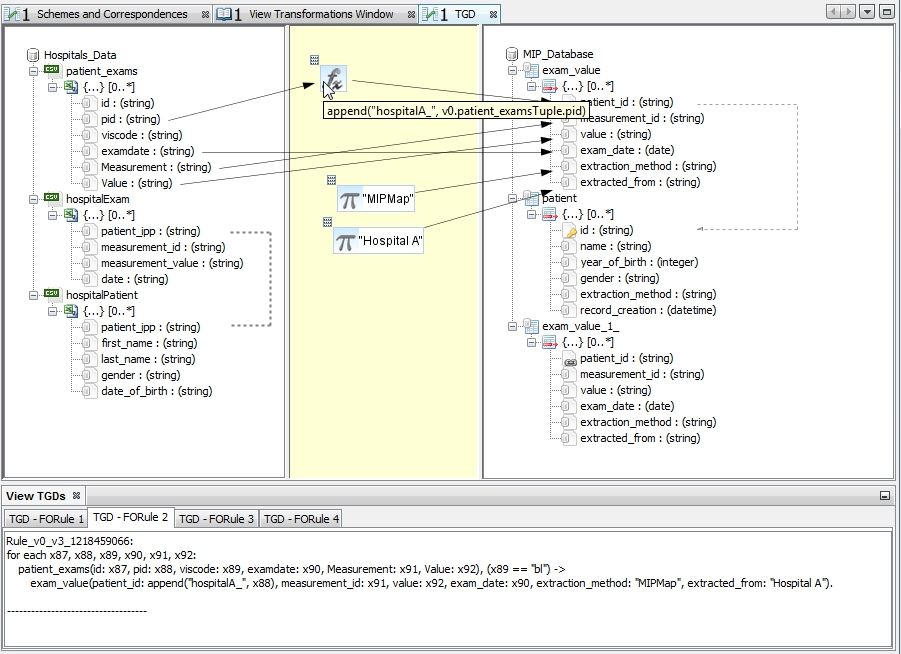 1 Schemes and Correspondences
1 View Transformations Window
1 TGD
Hospitals_Data
CSV patient_exams
{...} [0..*]
id : (string)
pid : (string)
viscode : (string)
examdate : (string)
Measurement : (string)
Value : (string)
CSV hospitalExam
{...} [0..*]
patient_ipp : (string)
measurement_id : (string)
measurement_value : (string)
date : (string)
CSV hospitalPatient
{...} [0..*]
patient_ipp : (string)
first_name : (string)
last_name : (string)
gender : (string)
date_of_birth : (string)
fx
append("hospitalA_", v0.patient_examsTuple.pid)
π "MIPMap"
π "Hospital A"
MIP_Database
exam_value
{...} [0..*]
patient_id : (string)
measurement_id : (string)
value : (string)
exam_date : (date)
extraction_method : (string)
extracted_from : (string)
patient
{...} [0..*]
id : (string)
name : (string)
year_of_birth : (integer)
gender : (string)
extraction_method : (string)
record_creation : (datetime)
exam_value_1_
{...} [0..*]
patient_id : (string)
measurement_id : (string)
value : (string)
exam_date : (date)
extraction_method : (string)
extracted_from : (string)
View TGDs
TGD - FORule 1
TGD - FORule 2
TGD - FORule 3
TGD - FORule 4
Rule_v0_v3_1218459066:
for each x87, x88, x89, x90, x91, x92:
patient_exams(id: x87, pid: x88, viscode: x89, examdate: x90, Measurement: x91, Value: x92), (x89 == "bl") ->
exam_value(patient_id: append("hospitalA_", x88), measurement_id: x91, value: x92, exam_date: x90, extraction_method: "MIPMap", extracted_from: "Hospital A").
-----------------------------------